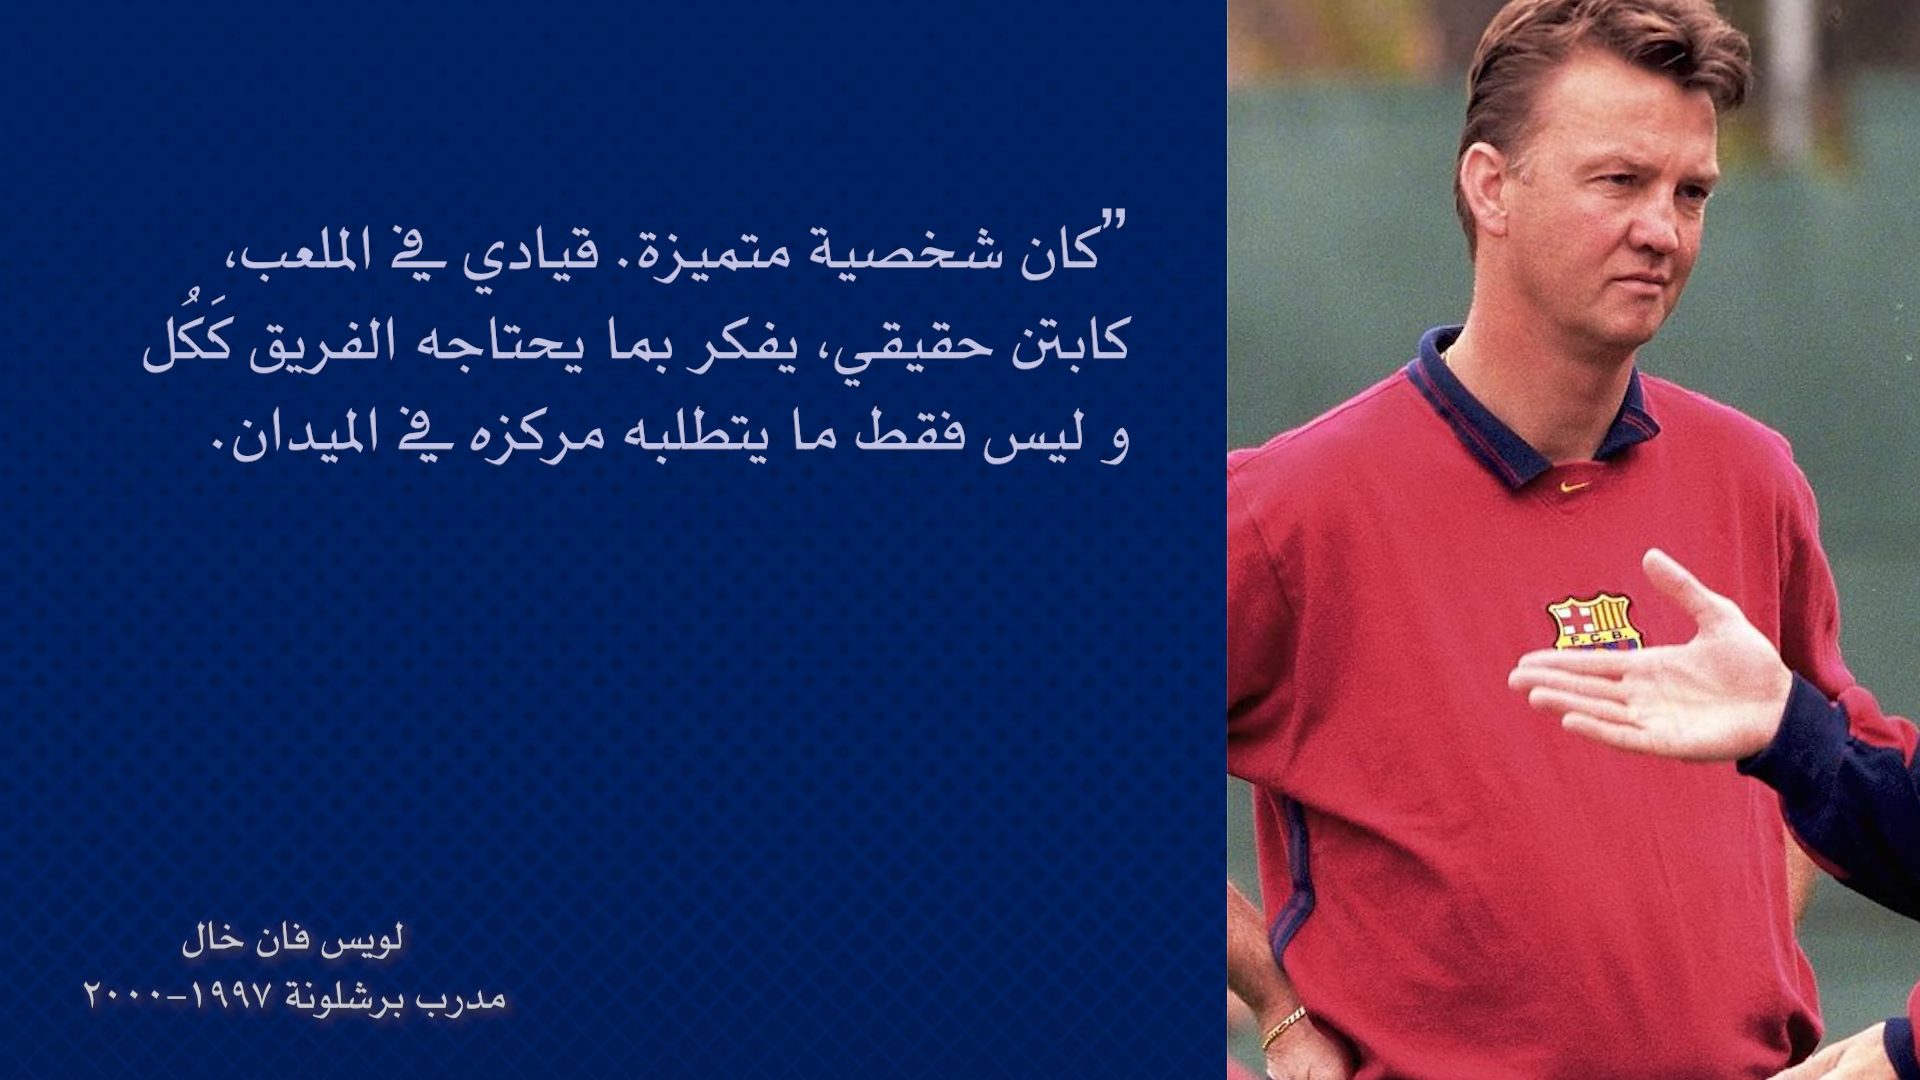 ”كان شخصية متميزة. قيادي في الملعب،
كابتن حقيقي، يفكر بما يحتاجه الفريق كَكُل
و ليس فقط ما يتطلبه مركزه في الميدان.
لويس فان خال
مدرب برشلونة ١٩٩٧-٢٠٠٠
F. C. B.